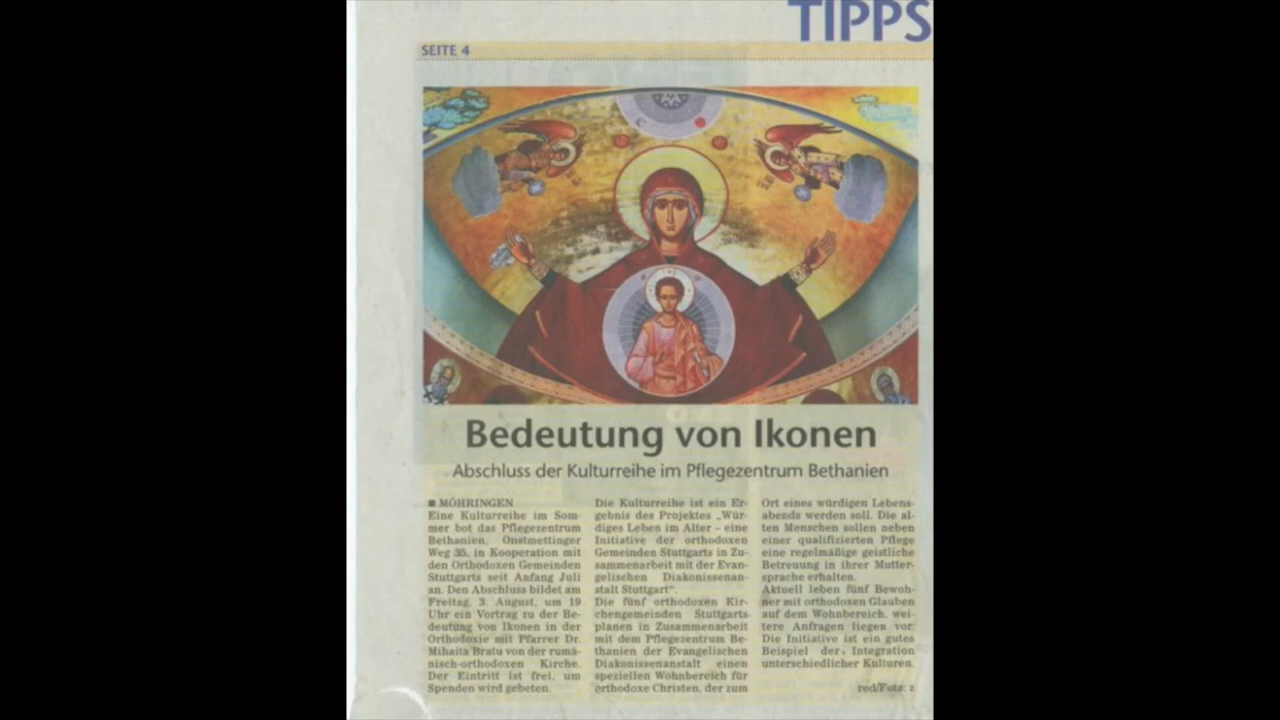 TIPPS
SEITE 4
Bedeutung von Ikonen
Abschluss der Kulturreihe im Pflegezentrum Bethanien
■ MÖHRINGEN
Eine Kulturreihe im Som-
mer bot das Pflegezentrum
Bethanien, Onstmettinger
Weg 35, in Kooperation mit
den Orthodoxen Gemeinden
Stuttgarts seit Anfang Juli
an. Den Abschluss bildet am
Freitag, 3. August, um 19
Uhr ein Vortrag zu der Be-
deutung von Ikonen in der
Orthodoxie mit Pfarrer Dr.
Mihaita Bratu von der rumä-
nisch-orthodoxen Kirche.
Der Eintritt ist frei, um
Spenden wird gebeten.
Die Kulturreihe ist ein Er-
gebnis des Projektes „Wür-
diges Leben im Alter – eine
Initiative der orthodoxen
Gemeinden Stuttgarts in Zu-
sammenarbeit mit der Evan-
gelischen Diakonissenan-
stalt Stuttgart“.
Die fünf orthodoxen Kir-
chengemeinden Stuttgarts
planen in Zusammenarbeit
mit dem Pflegezentrum Be-
thanien der Evangelischen
Diakonissenanstalt einen
speziellen Wohnbereich für
orthodoxe Christen, der zum
Ort eines würdigen Lebens-
abends werden soll. Die al-
ten Menschen sollen neben
einer qualifizierten Pflege
eine regelmäßige geistliche
Betreuung in ihrer Mutter-
sprache erhalten.
Aktuell leben fünf Bewoh-
ner mit orthodoxen Glauben
auf dem Wohnbereich, wei-
tere Anfragen liegen vor.
Die Initiative ist ein gutes
Beispiel der Integration
unterschiedlicher Kulturen.
red/Foto: z